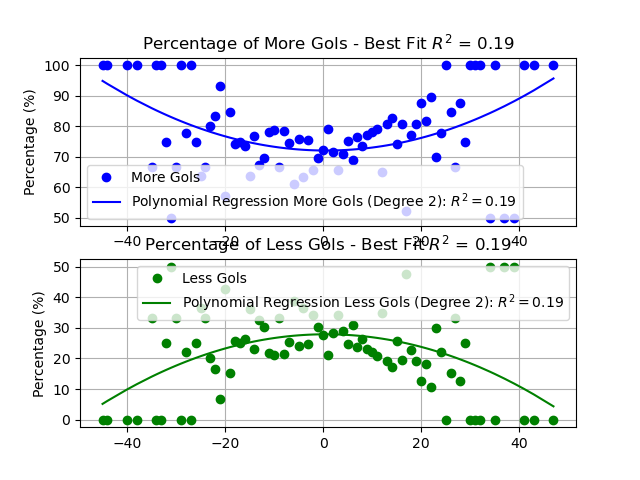 Percentage of More Gols - Best Fit R² = 0.19
100
90
80
70
60
50
Percentage (%)
More Gols
Polynomial Regression More Gols (Degree 2): R² = 0.19
−40 −20 0 20 40
Percentage of Less Gols - Best Fit R² = 0.19
50
40
30
20
10
0
Percentage (%)
Less Gols
Polynomial Regression Less Gols (Degree 2): R² = 0.19
−40 −20 0 20 40